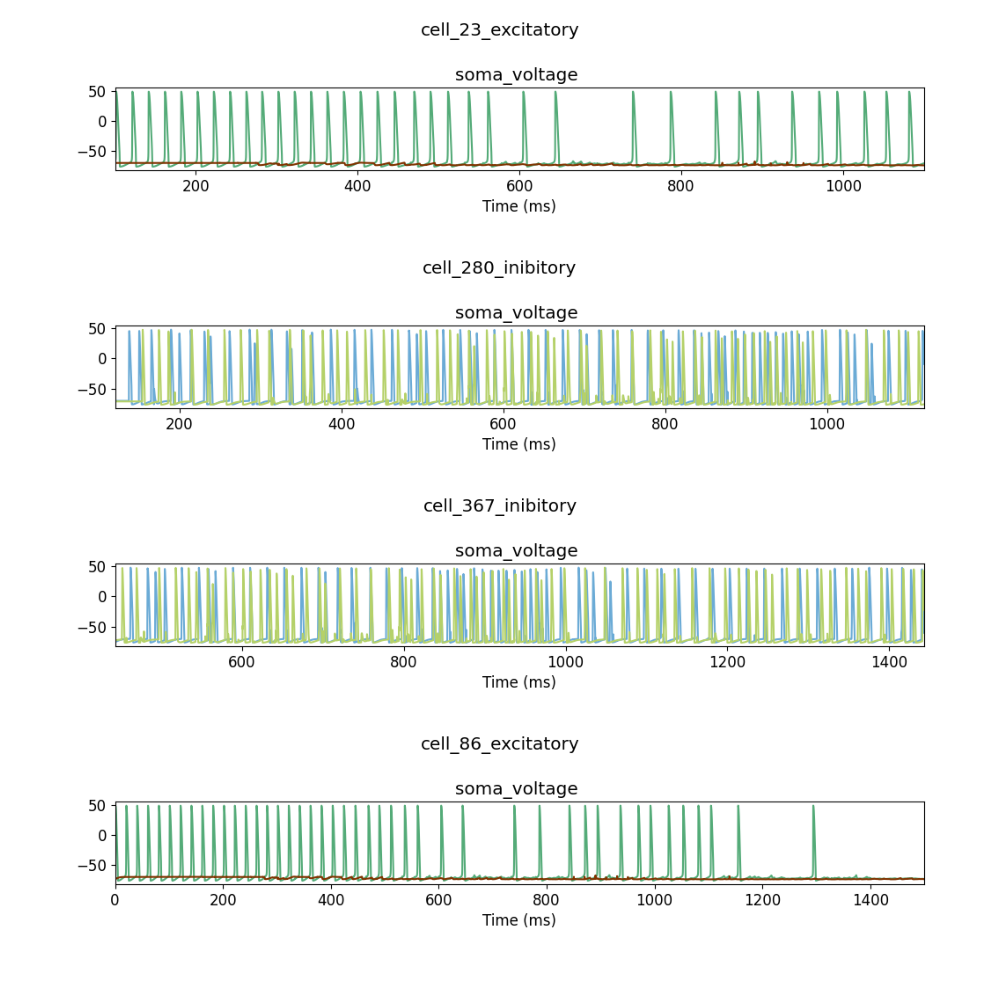 cell_23_excitatory
soma_voltage
50
0
−50
200 400 600 800 1000
Time (ms)
cell_280_inibitory
soma_voltage
50
0
−50
200 400 600 800 1000
Time (ms)
cell_367_inibitory
soma_voltage
50
0
−50
600 800 1000 1200 1400
Time (ms)
cell_86_excitatory
soma_voltage
50
0
−50
0 200 400 600 800 1000 1200 1400
Time (ms)